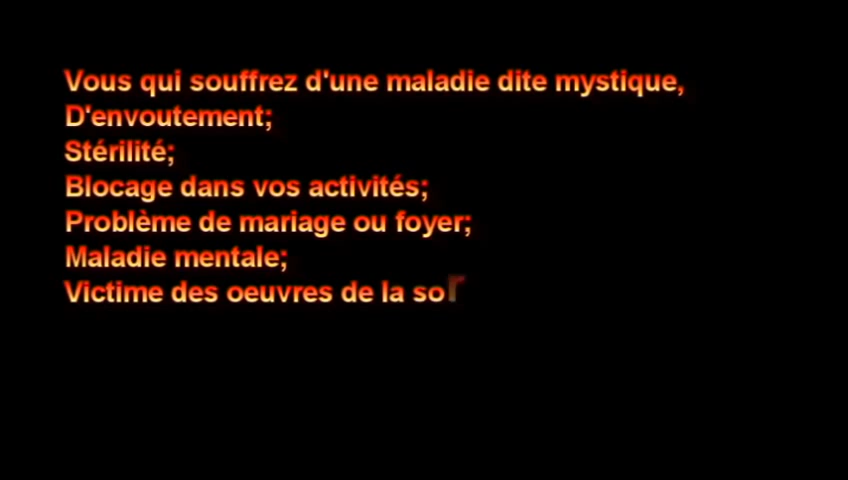 Vous qui souffrez d'une maladie dite mystique,
D'envoutement;
Stérilité;
Blocage dans vos activités;
Problème de mariage ou foyer;
Maladie mentale;
Victime des oeuvres de la sor